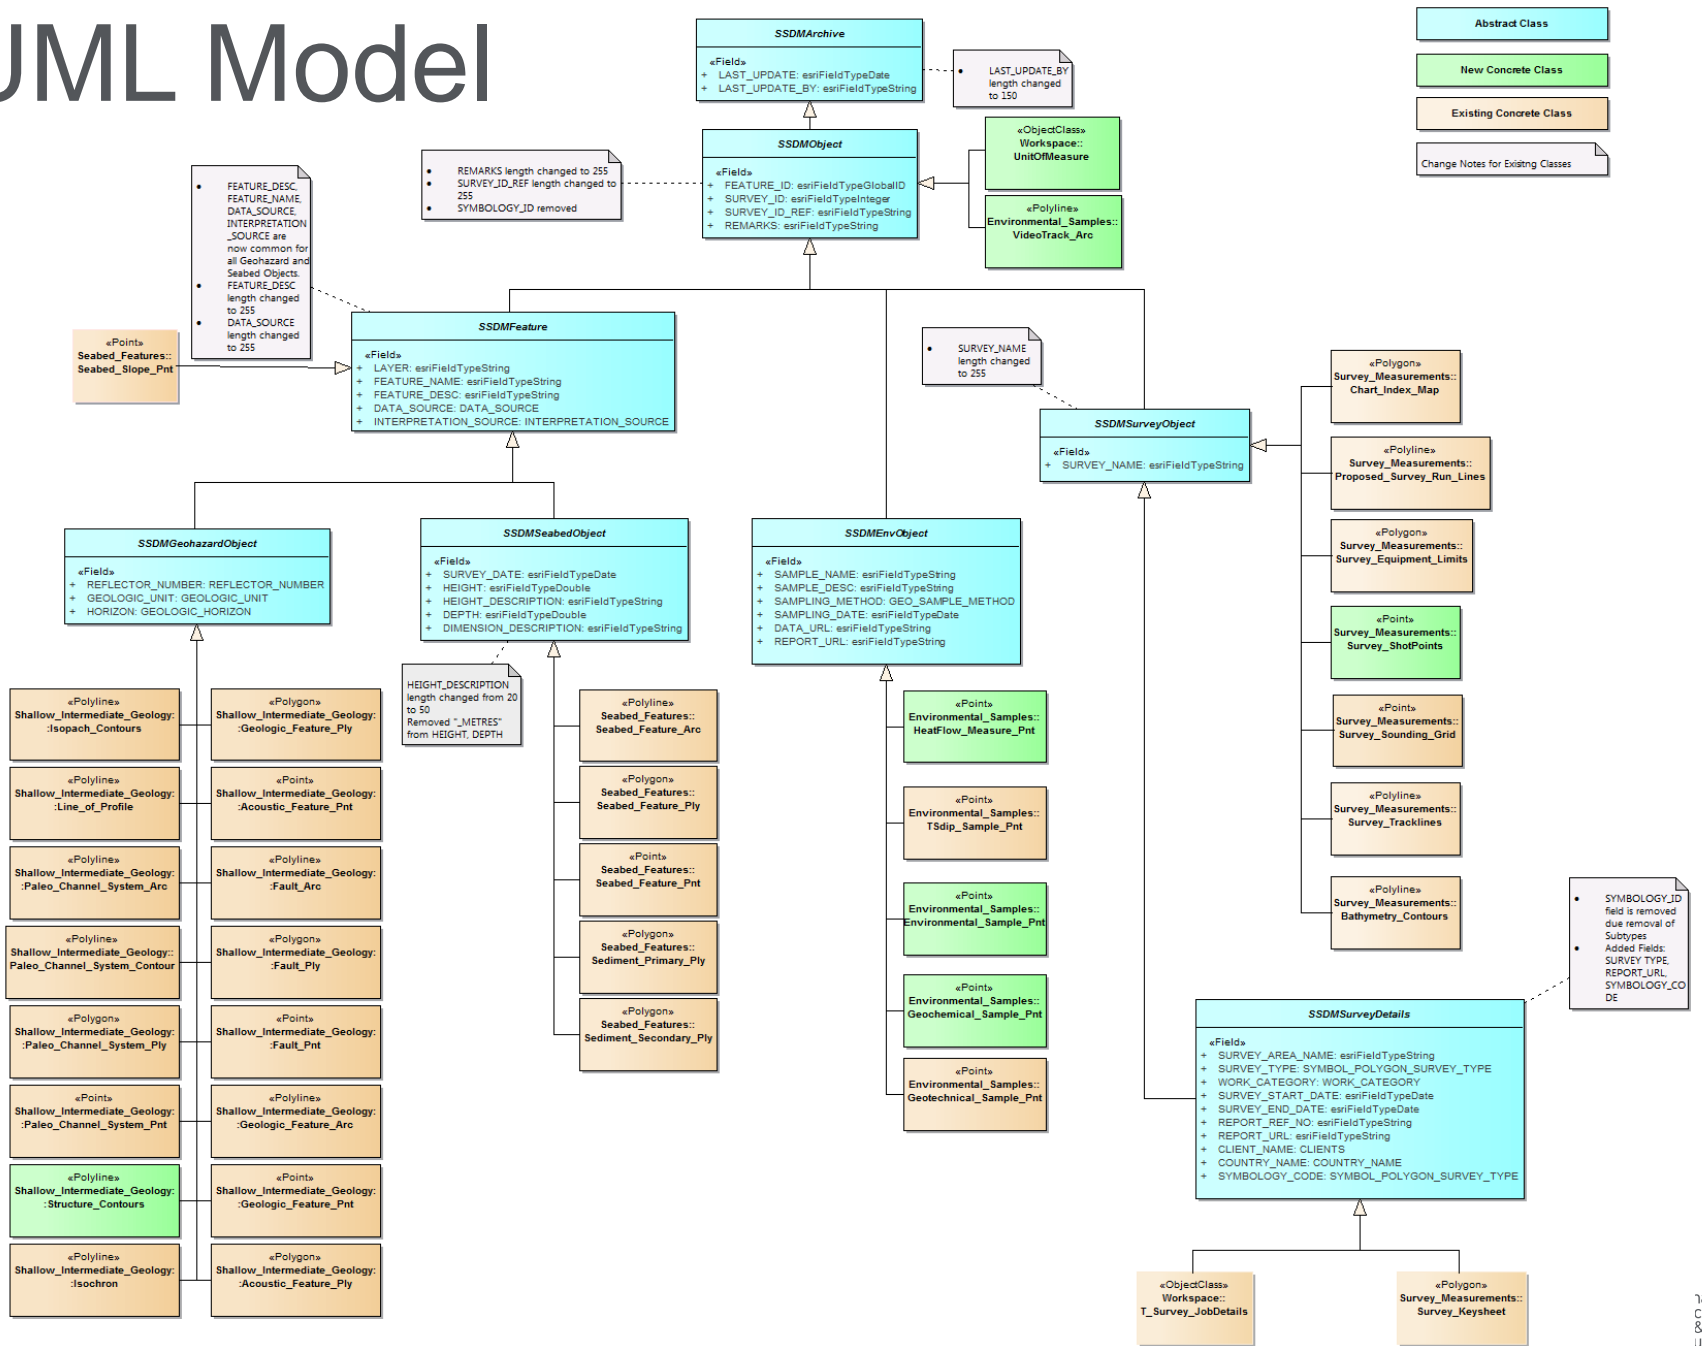 UML Model
SSDMArchive
«Field»
+ LAST_UPDATE: esriFieldTypeDate
+ LAST_UPDATE_BY: esriFieldTypeString
• LAST_UPDATE_BY
length changed
to 150
Abstract Class
New Concrete Class
Existing Concrete Class
Change Notes for Exisitng Classes
SSDMObject
«Field»
+ FEATURE_ID: esriFieldTypeGlobalID
+ SURVEY_ID: esriFieldTypeInteger
+ SURVEY_ID_REF: esriFieldTypeString
+ REMARKS: esriFieldTypeString
• REMARKS length changed to 255
• SURVEY_ID_REF length changed to
255
• SYMBOLOGY_ID removed
«ObjectClass»
Workspace::
UnitOfMeasure
«Polyline»
Environmental_Samples::
VideoTrack_Arc
• FEATURE_DESC,
FEATURE_NAME,
DATA_SOURCE,
INTERPRETATION
_SOURCE are
now common for
all Geohazard and
Seabed Objects.
• FEATURE_DESC
length changed
to 255
• DATA_SOURCE
length changed
to 255
«Point»
Seabed_Features::
Seabed_Slope_Pnt
SSDMFeature
«Field»
+ LAYER: esriFieldTypeString
+ FEATURE_NAME: esriFieldTypeString
+ FEATURE_DESC: esriFieldTypeString
+ DATA_SOURCE: DATA_SOURCE
+ INTERPRETATION_SOURCE: INTERPRETATION_SOURCE
• SURVEY_NAME
length changed
to 255
SSDMSurveyObject
«Field»
+ SURVEY_NAME: esriFieldTypeString
«Polygon»
Survey_Measurements::
Chart_Index_Map
«Polyline»
Survey_Measurements::
Proposed_Survey_Run_Lines
«Polygon»
Survey_Measurements::
Survey_Equipment_Limits
«Point»
Survey_Measurements::
Survey_ShotPoints
«Point»
Survey_Measurements::
Survey_Sounding_Grid
«Polyline»
Survey_Measurements::
Survey_Tracklines
«Polyline»
Survey_Measurements::
Bathymetry_Contours
SSDMGeohazardObject
«Field»
+ REFLECTOR_NUMBER: REFLECTOR_NUMBER
+ GEOLOGIC_UNIT: GEOLOGIC_UNIT
+ HORIZON: GEOLOGIC_HORIZON
SSDMSeabedObject
«Field»
+ SURVEY_DATE: esriFieldTypeDate
+ HEIGHT: esriFieldTypeDouble
+ HEIGHT_DESCRIPTION: esriFieldTypeString
+ DEPTH: esriFieldTypeDouble
+ DIMENSION_DESCRIPTION: esriFieldTypeString
SSDMEnvObject
«Field»
+ SAMPLE_NAME: esriFieldTypeString
+ SAMPLE_DESC: esriFieldTypeString
+ SAMPLING_METHOD: GEO_SAMPLE_METHOD
+ SAMPLING_DATE: esriFieldTypeDate
+ DATA_URL: esriFieldTypeString
+ REPORT_URL: esriFieldTypeString
HEIGHT_DESCRIPTION
length changed from 20
to 50
Removed "_METRES"
from HEIGHT, DEPTH
«Polyline»
Shallow_Intermediate_Geology:
:Isopach_Contours
«Polygon»
Shallow_Intermediate_Geology:
:Geologic_Feature_Ply
«Polyline»
Shallow_Intermediate_Geology:
:Line_of_Profile
«Point»
Shallow_Intermediate_Geology:
:Acoustic_Feature_Pnt
«Polyline»
Shallow_Intermediate_Geology:
:Paleo_Channel_System_Arc
«Polyline»
Shallow_Intermediate_Geology:
:Fault_Arc
«Polyline»
Shallow_Intermediate_Geology::
Paleo_Channel_System_Contour
«Polygon»
Shallow_Intermediate_Geology:
:Fault_Ply
«Polygon»
Shallow_Intermediate_Geology:
:Paleo_Channel_System_Ply
«Point»
Shallow_Intermediate_Geology:
:Fault_Pnt
«Point»
Shallow_Intermediate_Geology:
:Paleo_Channel_System_Pnt
«Polyline»
Shallow_Intermediate_Geology:
:Geologic_Feature_Arc
«Polyline»
Shallow_Intermediate_Geology:
:Structure_Contours
«Point»
Shallow_Intermediate_Geology:
:Geologic_Feature_Pnt
«Polyline»
Shallow_Intermediate_Geology:
:Isochron
«Polygon»
Shallow_Intermediate_Geology:
:Acoustic_Feature_Ply
«Polyline»
Seabed_Features::
Seabed_Feature_Arc
«Polygon»
Seabed_Features::
Seabed_Feature_Ply
«Point»
Seabed_Features::
Seabed_Feature_Pnt
«Polygon»
Seabed_Features::
Sediment_Primary_Ply
«Polygon»
Seabed_Features::
Sediment_Secondary_Ply
«Point»
Environmental_Samples::
HeatFlow_Measure_Pnt
«Point»
Environmental_Samples::
TSdip_Sample_Pnt
«Point»
Environmental_Samples::
Environmental_Sample_Pnt
«Point»
Environmental_Samples::
Geochemical_Sample_Pnt
«Point»
Environmental_Samples::
Geotechnical_Sample_Pnt
• SYMBOLOGY_ID
field is removed
due removal of
Subtypes
• Added Fields:
SURVEY TYPE,
REPORT_URL,
SYMBOLOGY_CO
DE
SSDMSurveyDetails
«Field»
+ SURVEY_AREA_NAME: esriFieldTypeString
+ SURVEY_TYPE: SYMBOL_POLYGON_SURVEY_TYPE
+ WORK_CATEGORY: WORK_CATEGORY
+ SURVEY_START_DATE: esriFieldTypeDate
+ SURVEY_END_DATE: esriFieldTypeDate
+ REPORT_REF_NO: esriFieldTypeString
+ REPORT_URL: esriFieldTypeString
+ CLIENT_NAME: CLIENTS
+ COUNTRY_NAME: COUNTRY_NAME
+ SYMBOLOGY_CODE: SYMBOL_POLYGON_SURVEY_TYPE
«ObjectClass»
Workspace::
T_Survey_JobDetails
«Polygon»
Survey_Measurements::
Survey_Keysheet